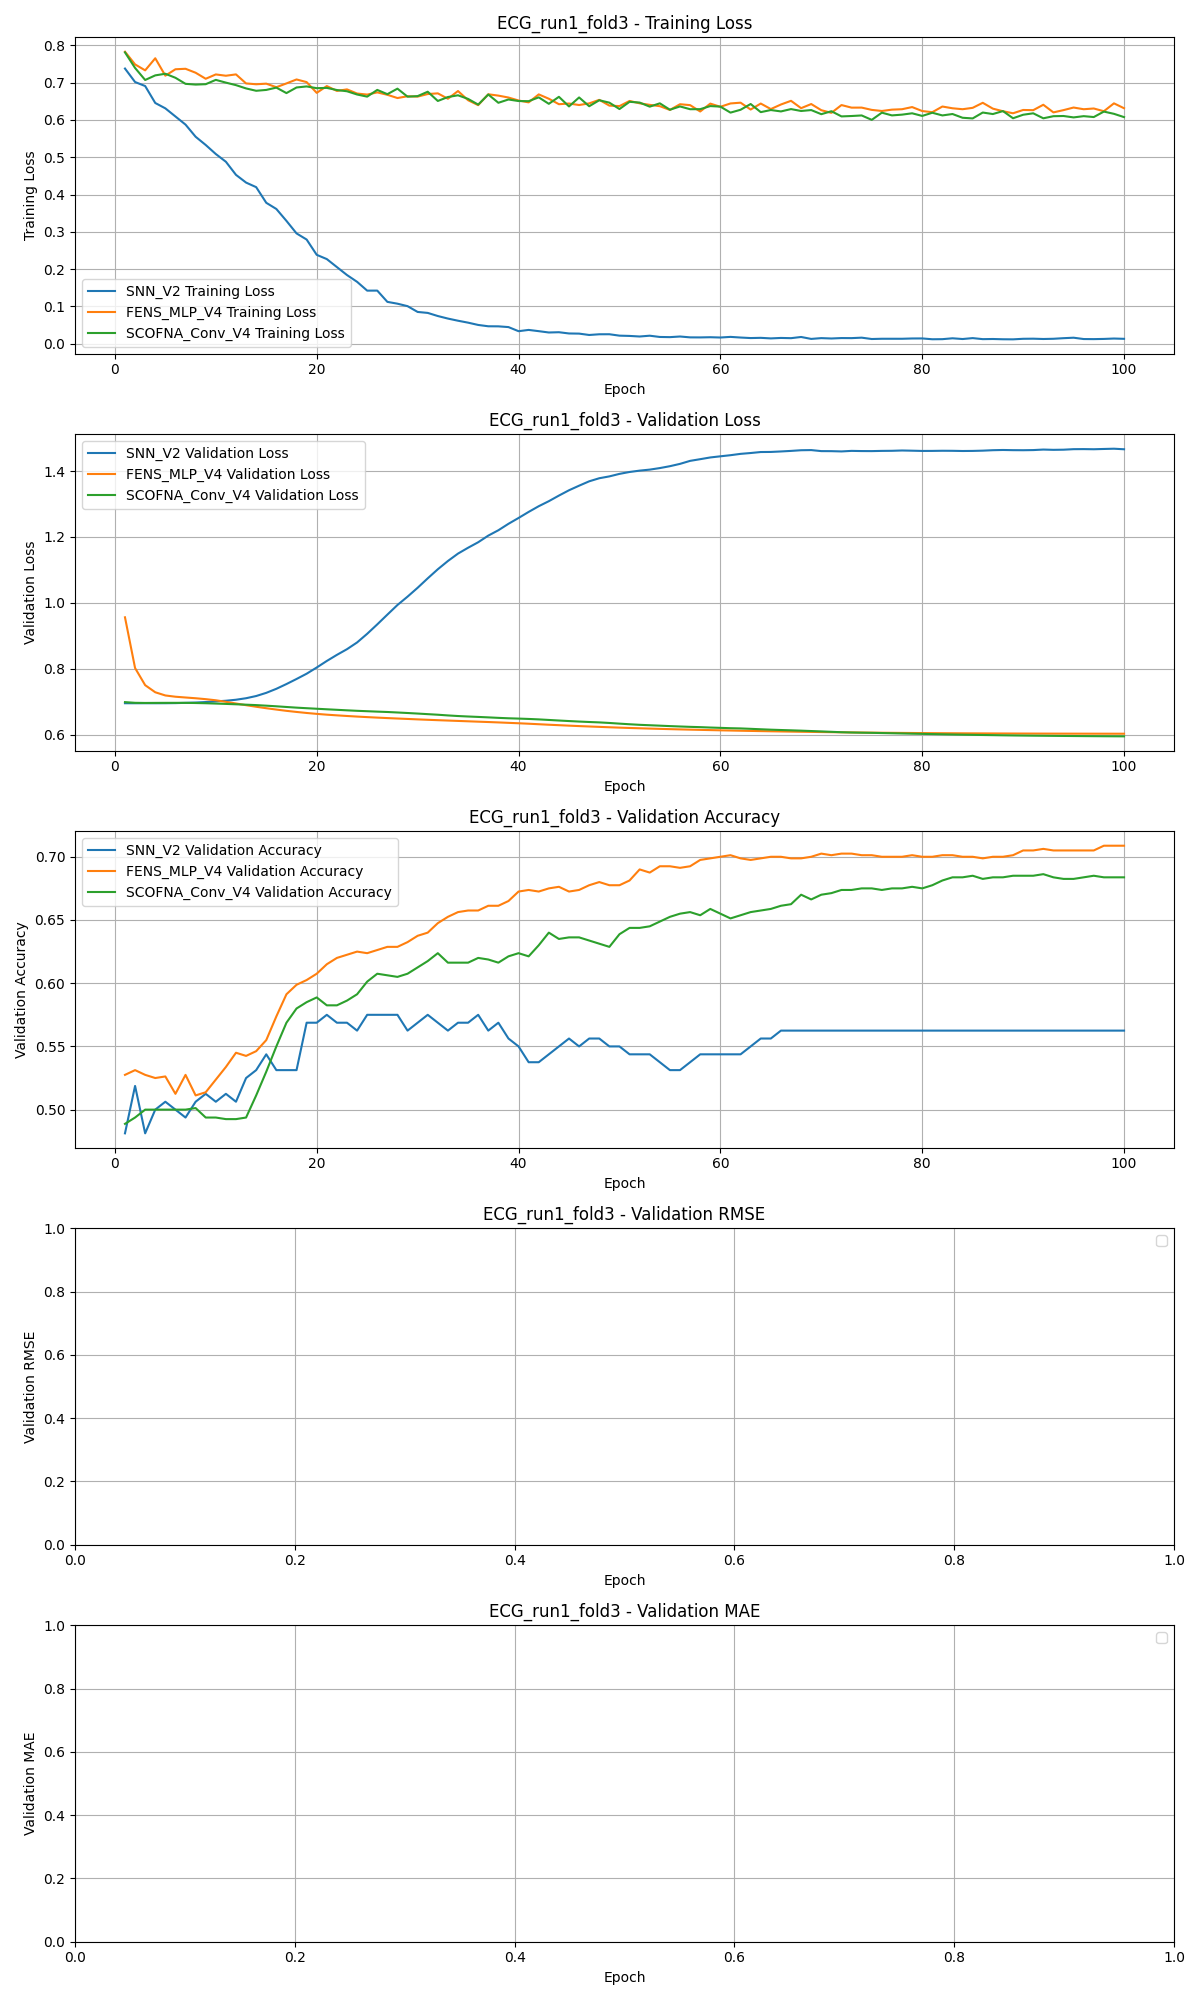 ECG_run1_fold3 - Training Loss
Training Loss
0.8
0.7
0.6
0.5
0.4
0.3
0.2
0.1
0.0
SNN_V2 Training Loss
FENS_MLP_V4 Training Loss
SCOFNA_Conv_V4 Training Loss
0 20 40 60 80 100
Epoch
ECG_run1_fold3 - Validation Loss
Validation Loss
1.4
1.2
1.0
0.8
0.6
SNN_V2 Validation Loss
FENS_MLP_V4 Validation Loss
SCOFNA_Conv_V4 Validation Loss
0 20 40 60 80 100
Epoch
ECG_run1_fold3 - Validation Accuracy
Validation Accuracy
0.70
0.65
0.60
0.55
0.50
SNN_V2 Validation Accuracy
FENS_MLP_V4 Validation Accuracy
SCOFNA_Conv_V4 Validation Accuracy
0 20 40 60 80 100
Epoch
ECG_run1_fold3 - Validation RMSE
Validation RMSE
1.0
0.8
0.6
0.4
0.2
0.0
0.0 0.2 0.4 0.6 0.8 1.0
Epoch
ECG_run1_fold3 - Validation MAE
Validation MAE
1.0
0.8
0.6
0.4
0.2
0.0
0.0 0.2 0.4 0.6 0.8 1.0
Epoch